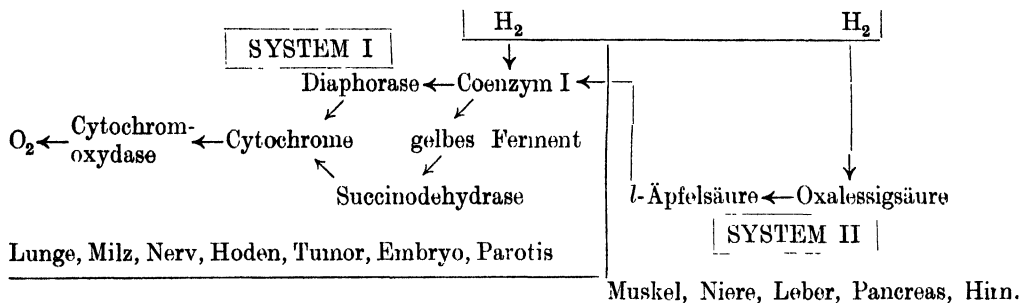 H₂ H₂
SYSTEM I
Diaphorase ← Coenzym I ←
O₂ ← Cytochrom-oxydase ← Cytochrome gelbes Ferment
Succinodehydrase l-Äpfelsäure ← Oxalessigsäure
SYSTEM II
Lunge, Milz, Nerv, Hoden, Tumor, Embryo, Parotis
Muskel, Niere, Leber, Pancreas, Hirn.